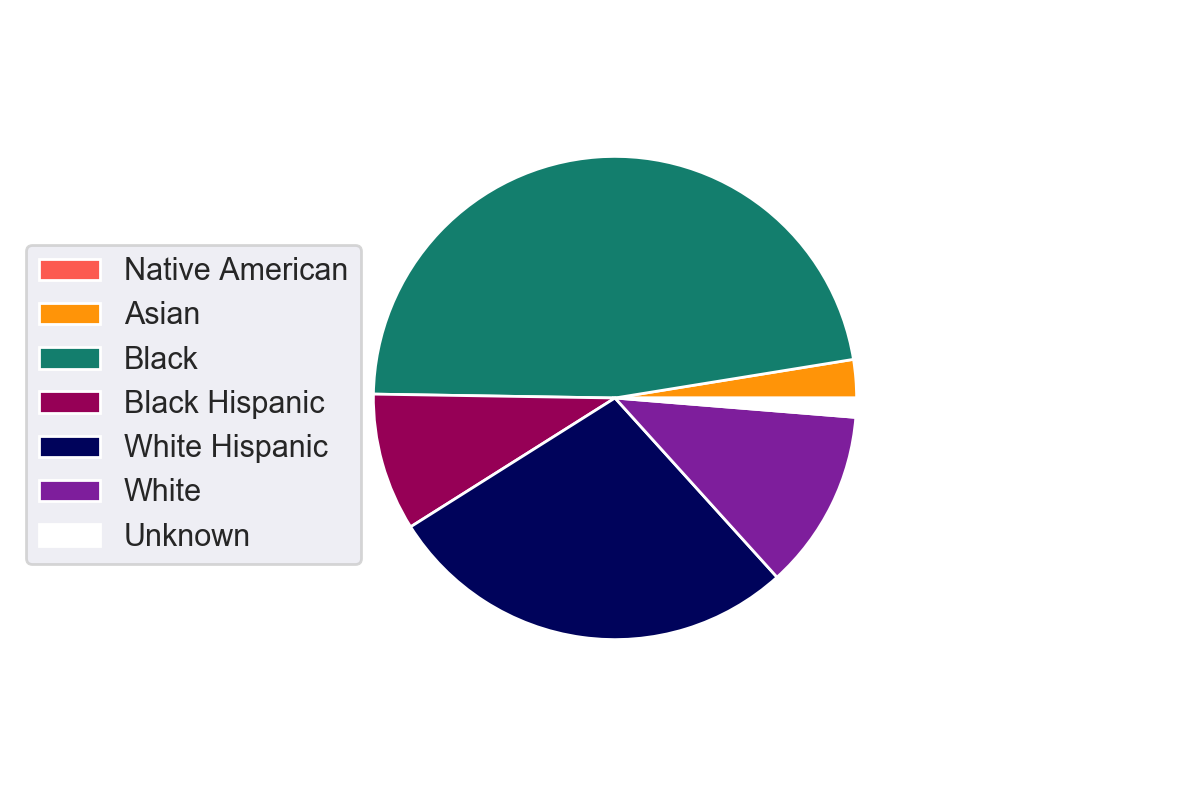 Native American
Asian
Black
Black Hispanic
White Hispanic
White
Unknown